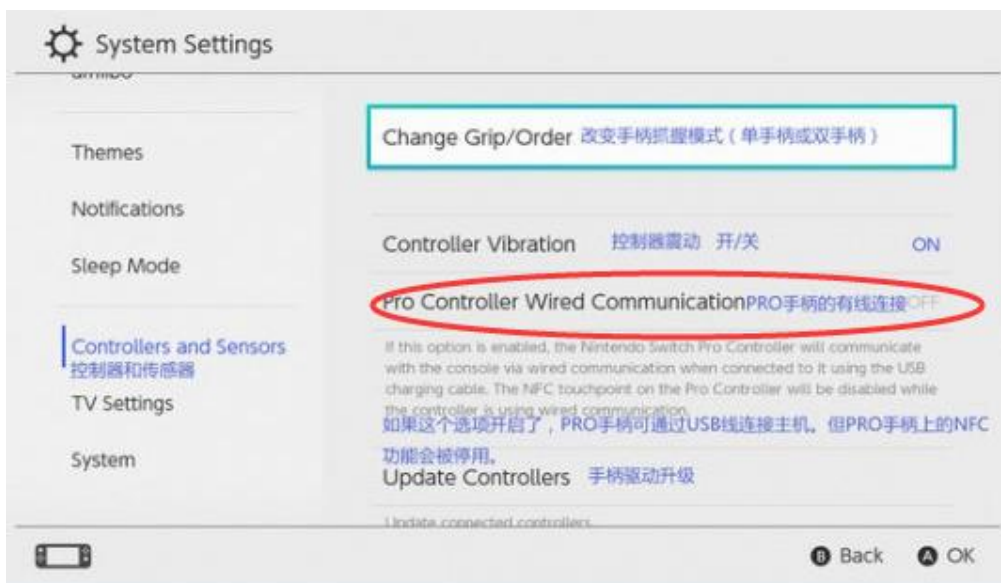 System Settings
amiibo
Themes
Notifications
Sleep Mode
Controllers and Sensors
控制器和传感器
TV Settings
System
Change Grip/Order 改变手柄抓握模式（单手柄或双手柄）
Controller Vibration 控制器震动 开/关 ON
Pro Controller Wired Communication PRO手柄的有线连接 OFF
If this option is enabled, the Nintendo Switch Pro Controller will communicate
with the console via wired communication when connected to it using the USB
charging cable. The NFC touchpoint on the Pro Controller will be disabled while
the controller is using wired communication.
如果这个选项开启了，PRO手柄可通过USB线连接主机。但PRO手柄上的NFC
功能会被停用。
Update Controllers 手柄驱动升级
Update connected controllers.
B Back A OK